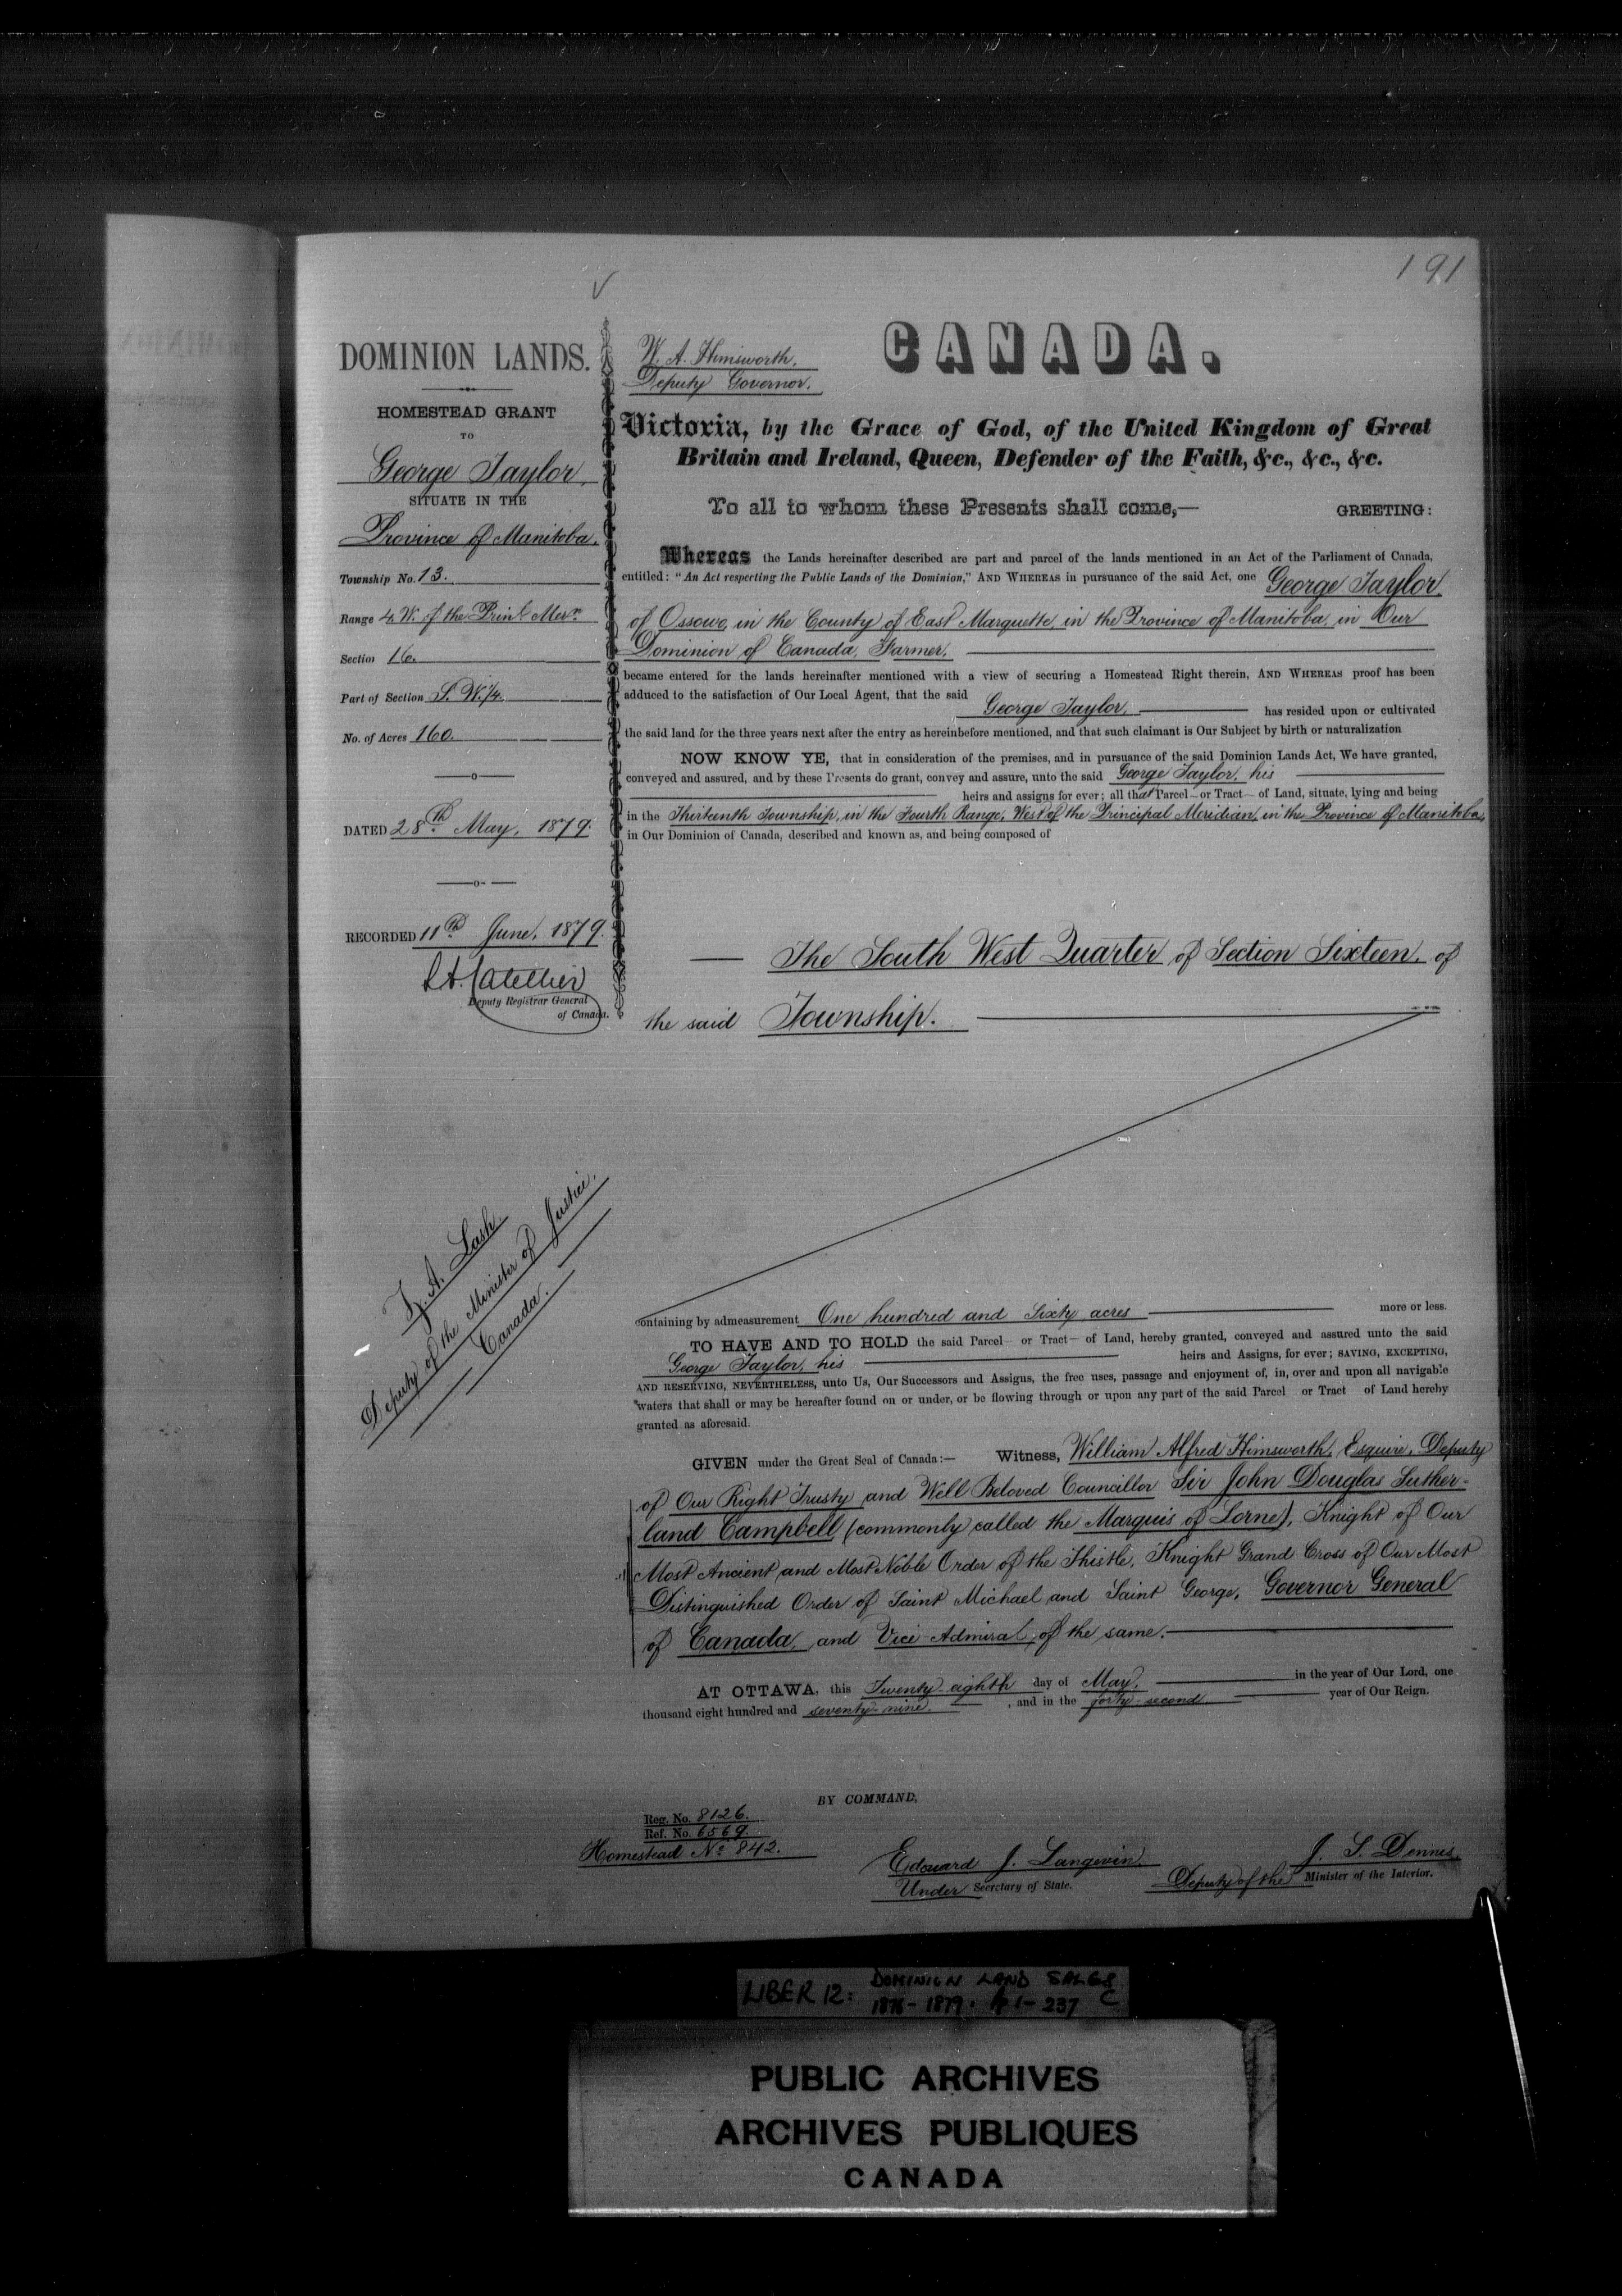 191
DOMINION LANDS.
HOMESTEAD GRANT
TO
George Taylor,
SITUATE IN THE
Province of Manitoba.
Township No. 13.
Range 4. W. of the Prinl Mern
Section 16.
Part of Section S. W. 1/4.
No. of Acres 160.
DATED 28th May, 1879.
RECORDED 11th June, 1879.
Deputy Registrar General
of Canada.
Z. A. Lash
Deputy of the Minister of Justice.
Canada.
W. A. Himsworth,
Deputy Governor.
CANADA.
Victoria, by the Grace of God, of the United Kingdom of Great
Britain and Ireland, Queen, Defender of the Faith, &c., &c., &c.
To all to whom these Presents shall come,— GREETING:
Whereas the Lands hereinafter described are part and parcel of the lands mentioned in an Act of the Parliament of Canada,
entitled: "An Act respecting the Public Lands of the Dominion," AND WHEREAS in pursuance of the said Act, one George Taylor,
of Ossowo, in the County of East Marquette, in the Province of Manitoba, in Our
Dominion of Canada, Farmer,
became entered for the lands hereinafter mentioned with a view of securing a Homestead Right therein, AND WHEREAS proof has been
adduced to the satisfaction of Our Local Agent, that the said
George Taylor, has resided upon or cultivated
the said land for the three years next after the entry as hereinbefore mentioned, and that such claimant is Our Subject by birth or naturalization
NOW KNOW YE, that in consideration of the premises, and in pursuance of the said Dominion Lands Act, We have granted,
conveyed and assured, and by these Presents do grant, convey and assure, unto the said George Taylor, his
heirs and assigns for ever; all that Parcel or Tract of Land, situate, lying and being
in the Thirteenth Township, in the Fourth Range, West of the Principal Meridian, in the Province of Manitoba,
in Our Dominion of Canada, described and known as, and being composed of
The South West Quarter of Section Sixteen, of
the said Township.
containing by admeasurement One hundred and Sixty acres more or less.
TO HAVE AND TO HOLD the said Parcel or Tract of Land, hereby granted, conveyed and assured unto the said
George Taylor, his heirs and Assigns, for ever; SAVING, EXCEPTING,
AND RESERVING, NEVERTHELESS, unto Us, Our Successors and Assigns, the free uses, passage and enjoyment of, in, over and upon all navigable
waters that shall or may be hereafter found on or under, or be flowing through or upon any part of the said Parcel or Tract of Land hereby
granted as aforesaid.
GIVEN under the Great Seal of Canada:— Witness, William Alfred Himsworth, Esquire, Deputy
of Our Right Trusty and Well Beloved Councillor Sir John Douglas Suther-
land Campbell (commonly called the Marquis of Lorne), Knight of Our
Most Ancient and Most Noble Order of the Thistle, Knight Grand Cross of Our Most
Distinguished Order of Saint Michael and Saint George, Governor General
of Canada, and Vice Admiral of the same.
AT OTTAWA, this Twenty-eighth day of May, in the year of Our Lord, one
thousand eight hundred and seventy-nine, and in the forty-second year of Our Reign.
BY COMMAND,
Reg. No. 8126.
Ref. No. 6569.
Homestead No. 842.
Edouard J. Langevin,
Under Secretary of State.
J. S. Dennis,
Deputy of the Minister of the Interior.
LIBER 12: DOMINION LAND SALES
1876-1879. pp 1-237 C
PUBLIC ARCHIVES
ARCHIVES PUBLIQUES
CANADA